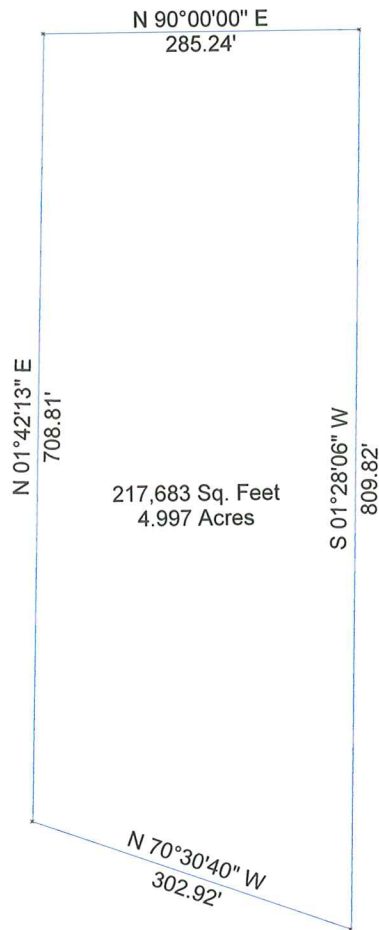 N 90°00'00" E
285.24'
N 01°42'13" E
708.81'
217,683 Sq. Feet
4.997 Acres
S 01°28'06" W
809.82'
N 70°30'40" W
302.92'